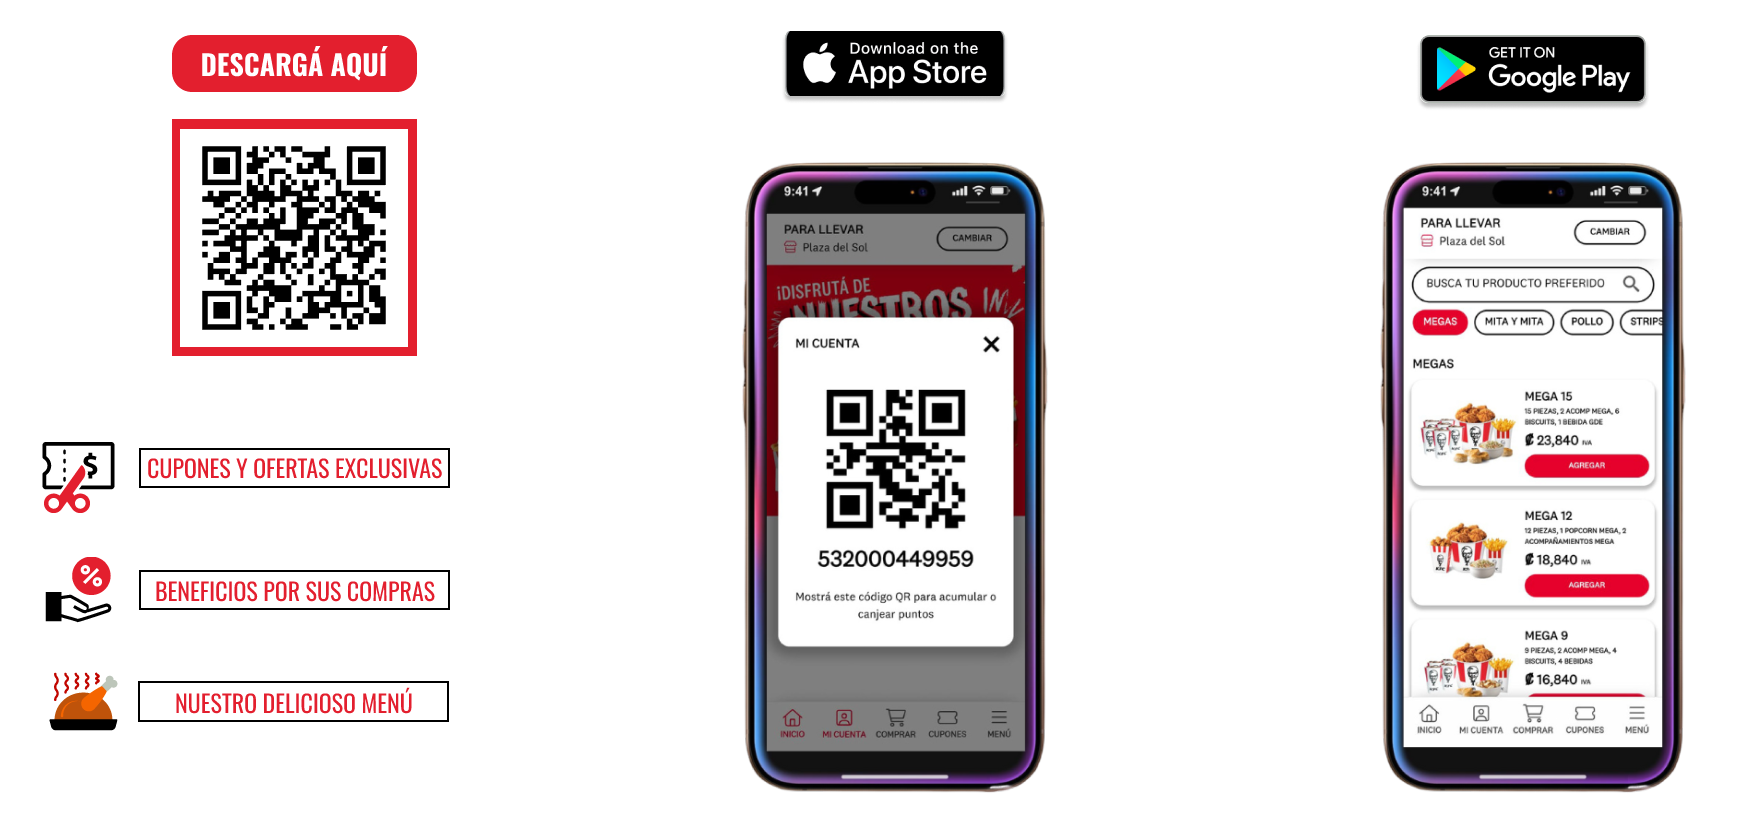 DESCARGÁ AQUÍ
CUPONES Y OFERTAS EXCLUSIVAS
BENEFICIOS POR SUS COMPRAS
NUESTRO DELICIOSO MENÚ
Download on the
App Store
9:41
PARA LLEVAR
Plaza del Sol
CAMBIAR
¡DISFRUTÁ DE
NUESTROS
MI CUENTA
532000449959
Mostrá este código QR para acumular o
canjear puntos
INICIO
MI CUENTA
COMPRAR
CUPONES
MENÚ
GET IT ON
Google Play
9:41
PARA LLEVAR
Plaza del Sol
CAMBIAR
BUSCA TU PRODUCTO PREFERIDO
MEGAS
MITA Y MITA
POLLO
STRIPS
MEGAS
MEGA 15
15 PIEZAS, 2 ACOMP MEGA, 6
BISCUITS, 1 BEBIDA GDE
₡ 23,840 IVA
AGREGAR
MEGA 12
12 PIEZAS, 1 POPCORN MEGA, 2
ACOMPAÑAMIENTOS MEGA
₡ 18,840 IVA
AGREGAR
MEGA 9
9 PIEZAS, 2 ACOMP MEGA, 4
BISCUITS, 4 BEBIDAS
₡ 16,840 IVA
INICIO
MI CUENTA
COMPRAR
CUPONES
MENÚ